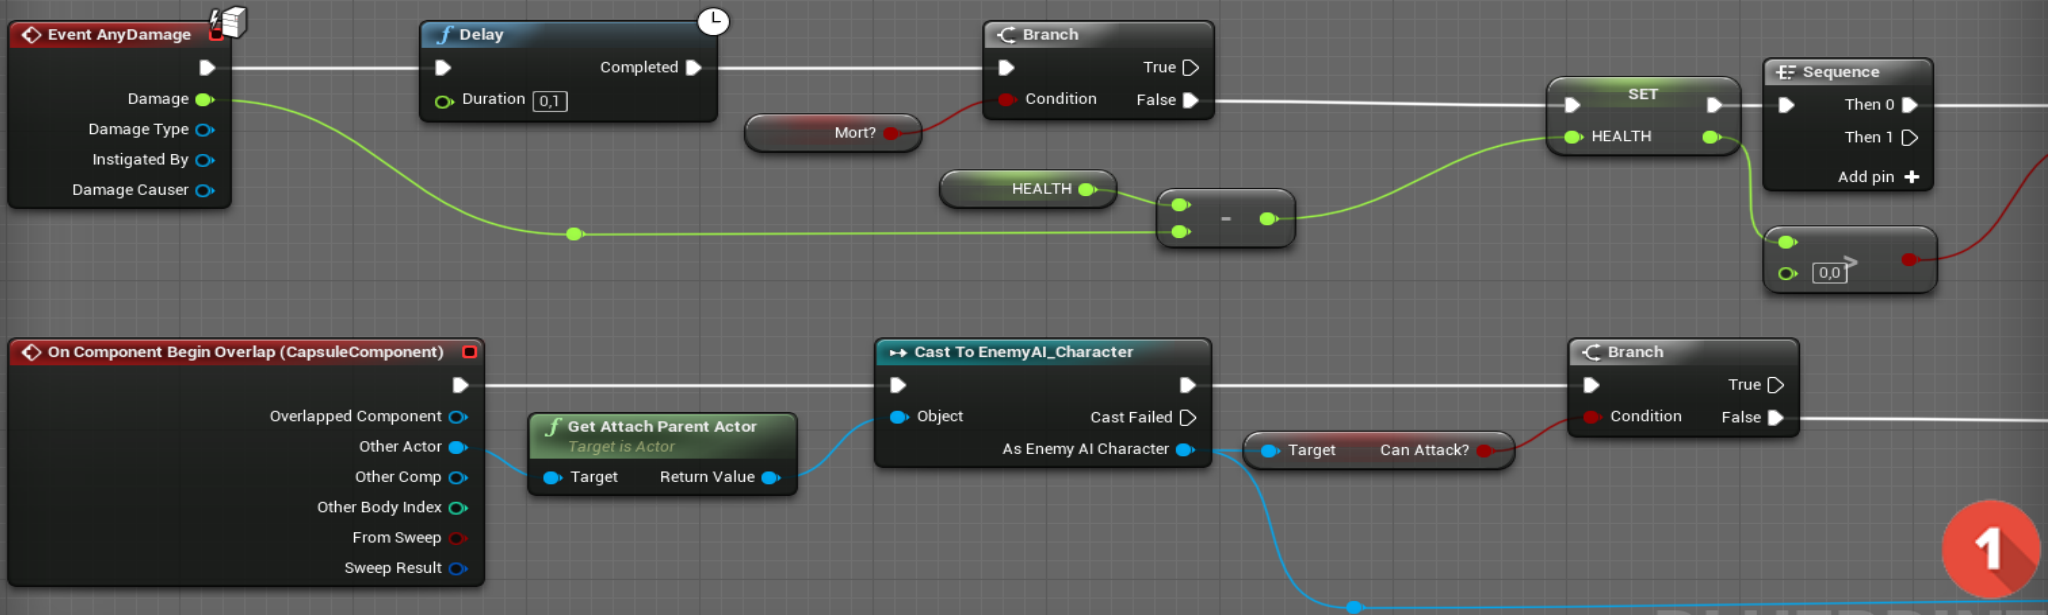 Event AnyDamage
Damage
Damage Type
Instigated By
Damage Causer
Delay
Completed
Duration 0,1
Mort?
Branch
True
Condition False
HEALTH
-
SET
HEALTH
Sequence
Then 0
Then 1
Add pin +
0,0 >
On Component Begin Overlap (CapsuleComponent)
Overlapped Component
Other Actor
Other Comp
Other Body Index
From Sweep
Sweep Result
Get Attach Parent Actor
Target is Actor
Target Return Value
Cast To EnemyAI_Character
Object Cast Failed
As Enemy AI Character
Target Can Attack?
Branch
True
Condition False
1